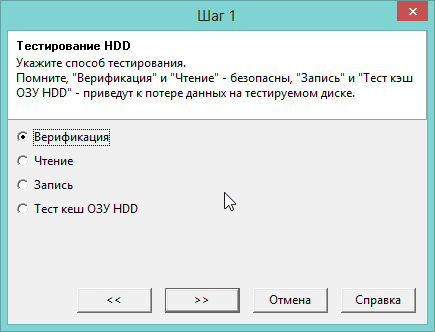 Шаг 1
Тестирование HDD
Укажите способ тестирования.
Помните, "Верификация" и "Чтение" - безопасны, "Запись" и "Тест кэш
ОЗУ HDD" - приведут к потере данных на тестируемом диске.
Верификация
Чтение
Запись
Тест кеш ОЗУ HDD
<< >> Отмена Справка